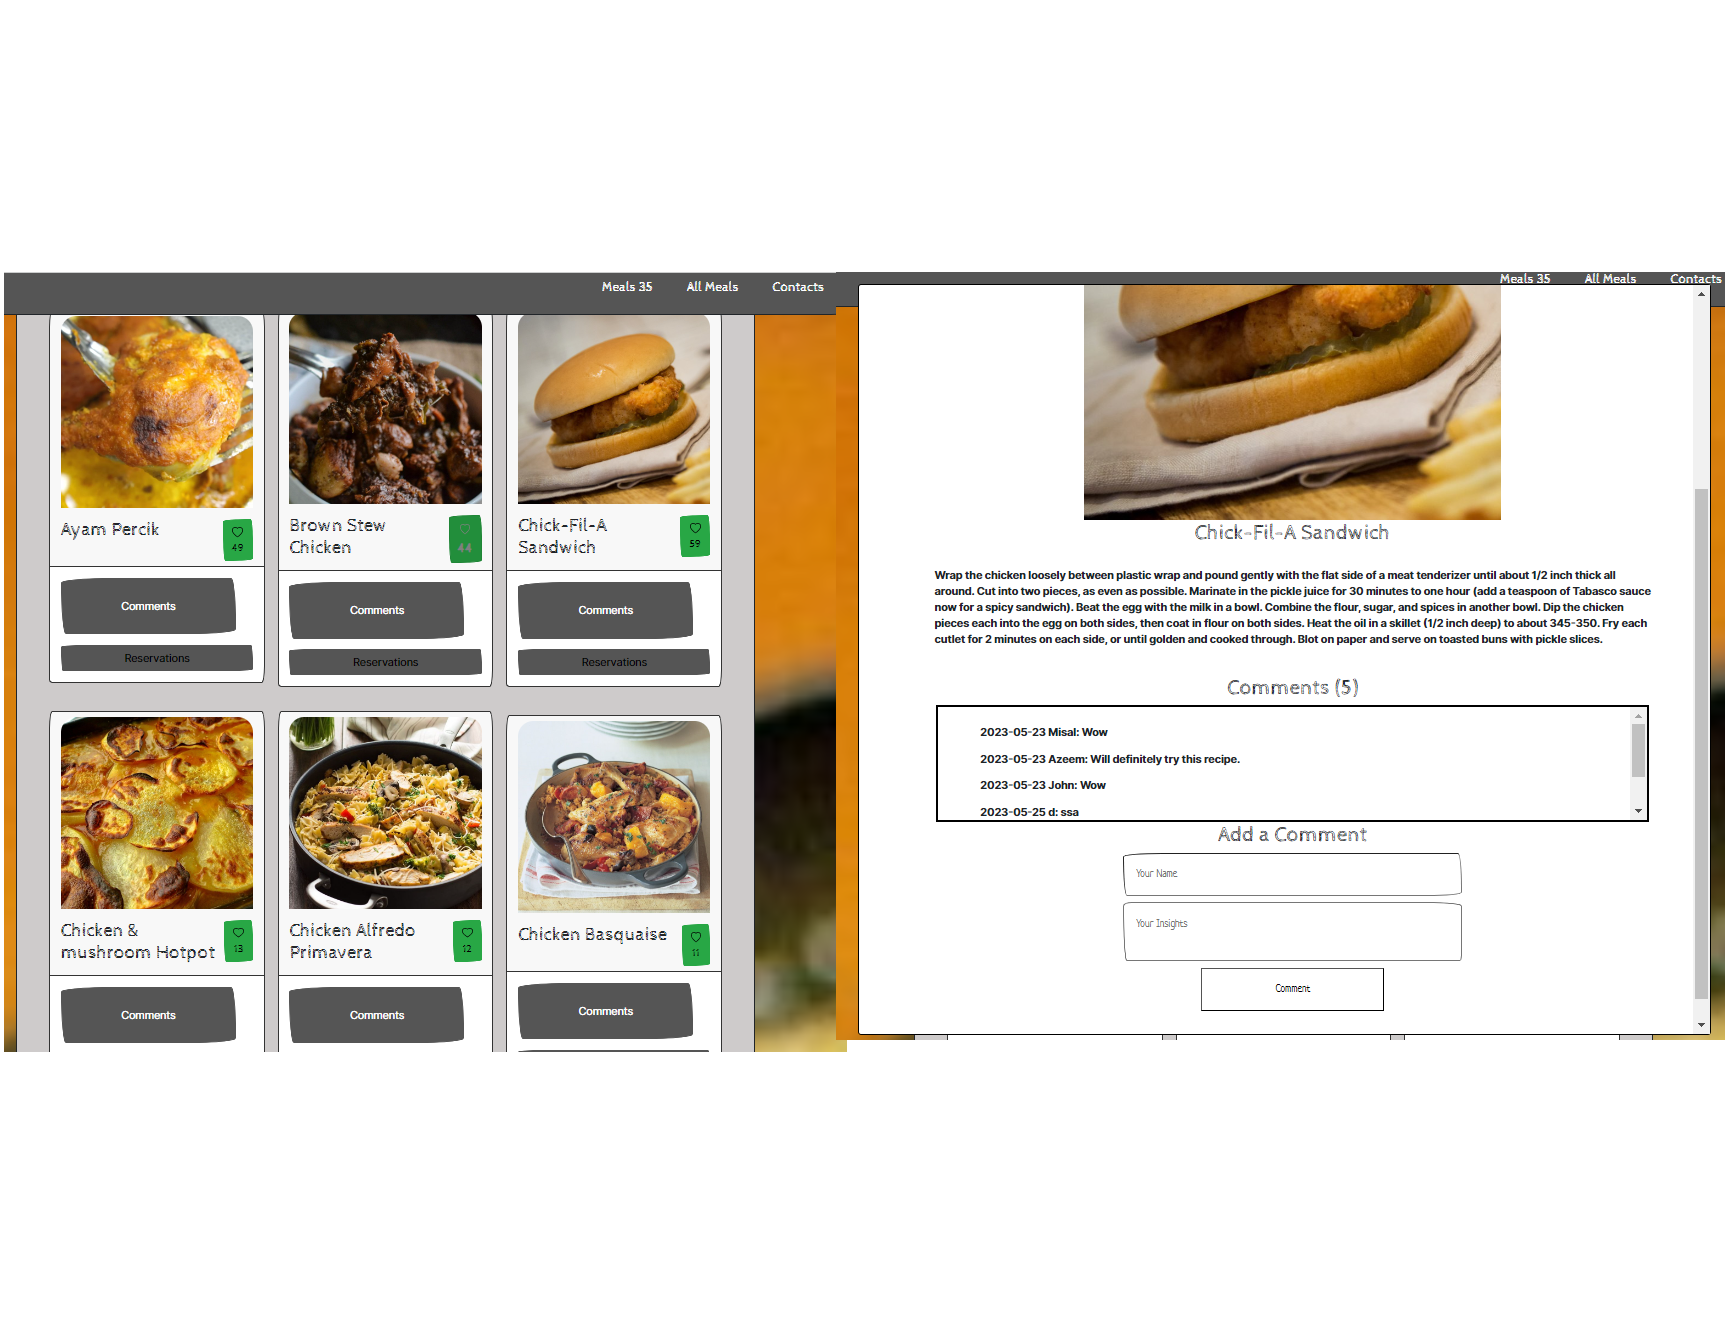 Meals 35 All Meals Contacts
Ayam Percik
49
Brown Stew
Chicken
44
Chick-Fil-A
Sandwich
59
Comments
Comments
Comments
Reservations
Reservations
Reservations
Chicken &
mushroom Hotpot
13
Chicken Alfredo
Primavera
12
Chicken Basquaise
11
Comments
Comments
Comments
Meals 35 All Meals Contacts
Chick-Fil-A Sandwich
Wrap the chicken loosely between plastic wrap and pound gently with the flat side of a meat tenderizer until about 1/2 inch thick all
around. Cut into two pieces, as even as possible. Marinate in the pickle juice for 30 minutes to one hour (add a teaspoon of Tabasco sauce
now for a spicy sandwich). Beat the egg with the milk in a bowl. Combine the flour, sugar, and spices in another bowl. Dip the chicken
pieces each into the egg on both sides, then coat in flour on both sides. Heat the oil in a skillet (1/2 inch deep) to about 345-350. Fry each
cutlet for 2 minutes on each side, or until golden and cooked through. Blot on paper and serve on toasted buns with pickle slices.
Comments (5)
2023-05-23 Misal: Wow
2023-05-23 Azeem: Will definitely try this recipe.
2023-05-23 John: Wow
2023-05-25 d: ssa
Add a Comment
Your Name
Your Insights
Comment